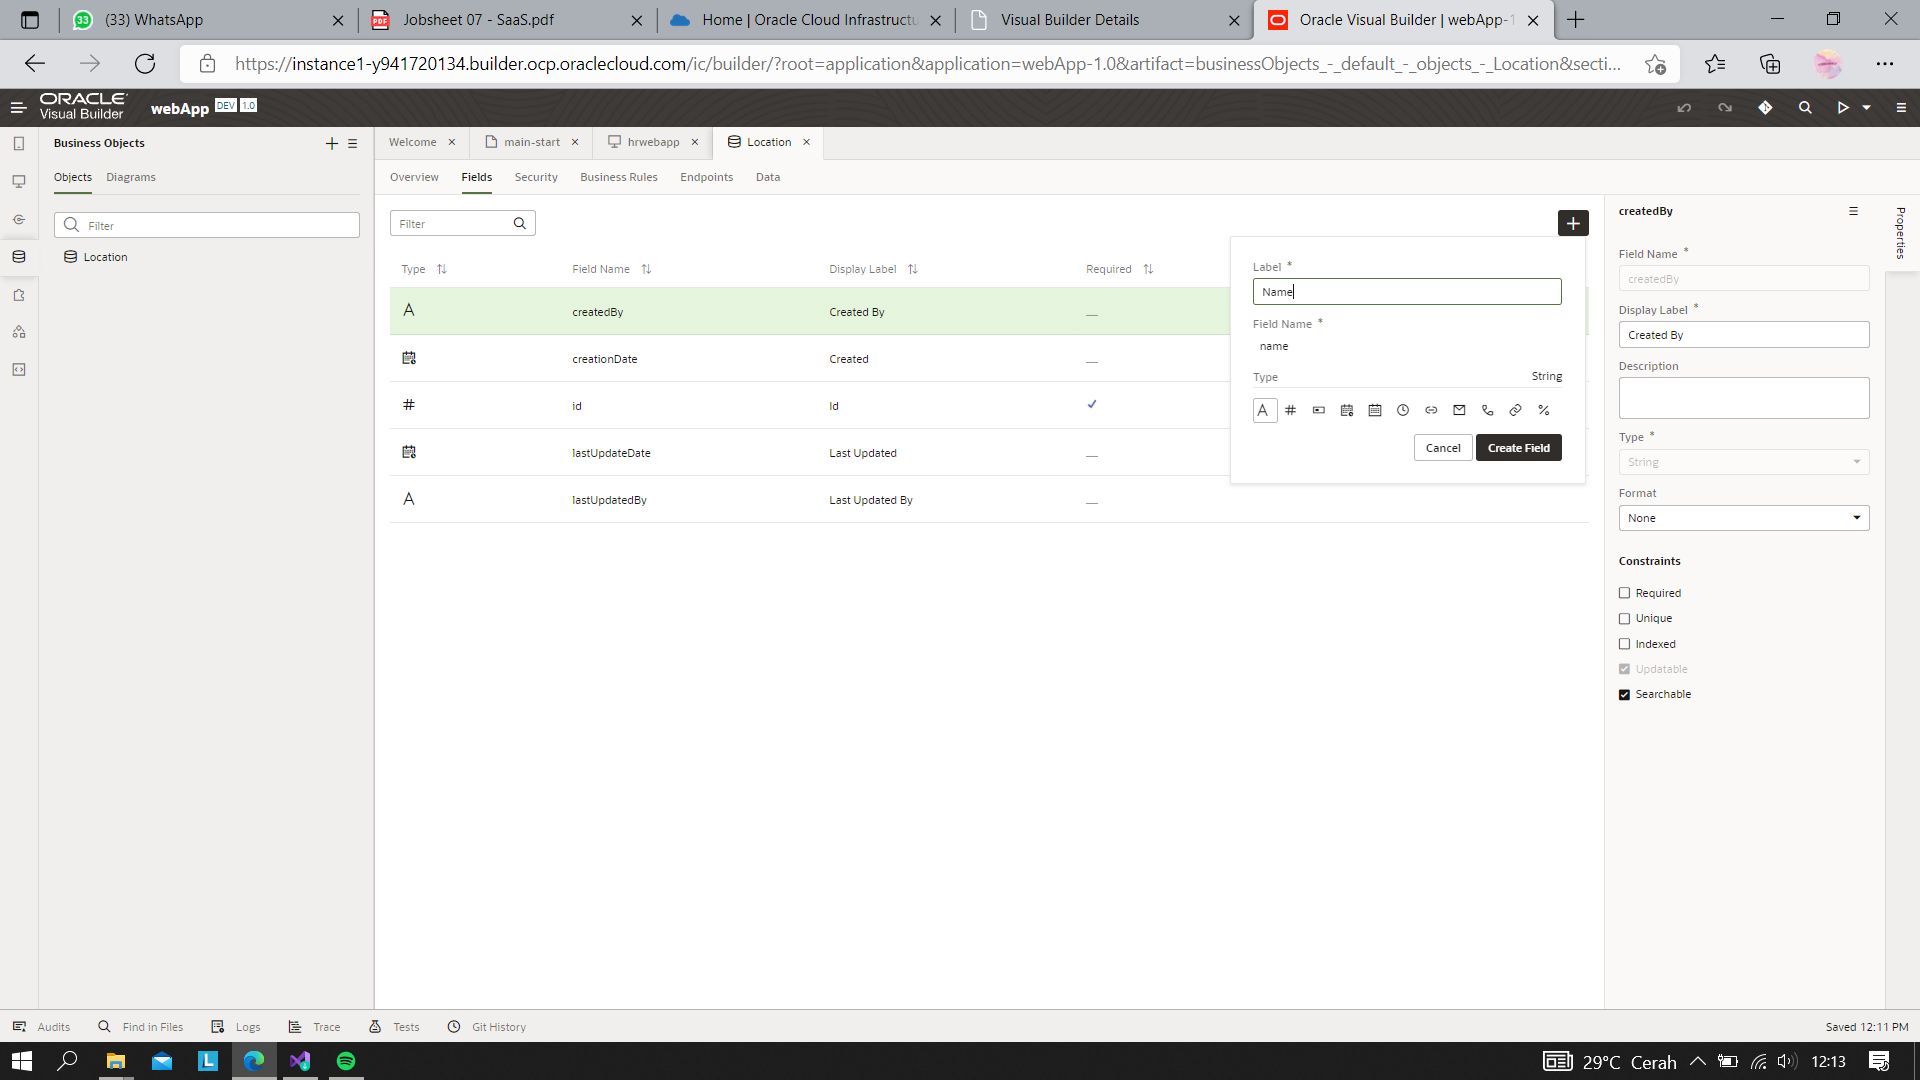 33
(33) WhatsApp
PDF
Jobsheet 07 - SaaS.pdf
Home | Oracle Cloud Infrastructu
Visual Builder Details
Oracle Visual Builder | webApp-1
https://instance1-y941720134.builder.ocp.oraclecloud.com/ic/builder/?root=application&application=webApp-1.0&artifact=businessObjects_-_default_-_objects_-_Location&secti...
ORACLE
Visual Builder
webApp DEV 1.0
Business Objects
Objects Diagrams
Filter
Location
Welcome
main-start
hrwebapp
Location
Overview Fields Security Business Rules Endpoints Data
Filter
Type Field Name Display Label Required
A createdBy Created By
creationDate Created
# id Id
lastUpdateDate Last Updated
A lastUpdatedBy Last Updated By
Label *
Name
Field Name *
name
Type String
A # %
Cancel Create Field
createdBy
Properties
Field Name *
createdBy
Display Label *
Created By
Description
Type *
String
Format
None
Constraints
Required
Unique
Indexed
Updatable
Searchable
Audits Find in Files Logs Trace Tests Git History
Saved 12:11 PM
L
29°C Cerah
12:13